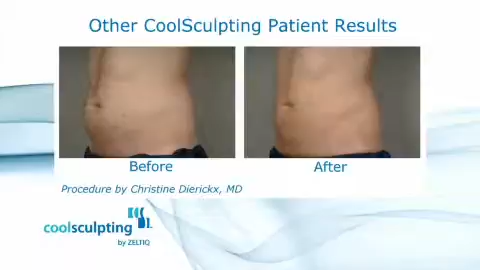 Other CoolSculpting Patient Results
Before
After
Procedure by Christine Dierickx, MD
coolsculpting
by ZELTIQ